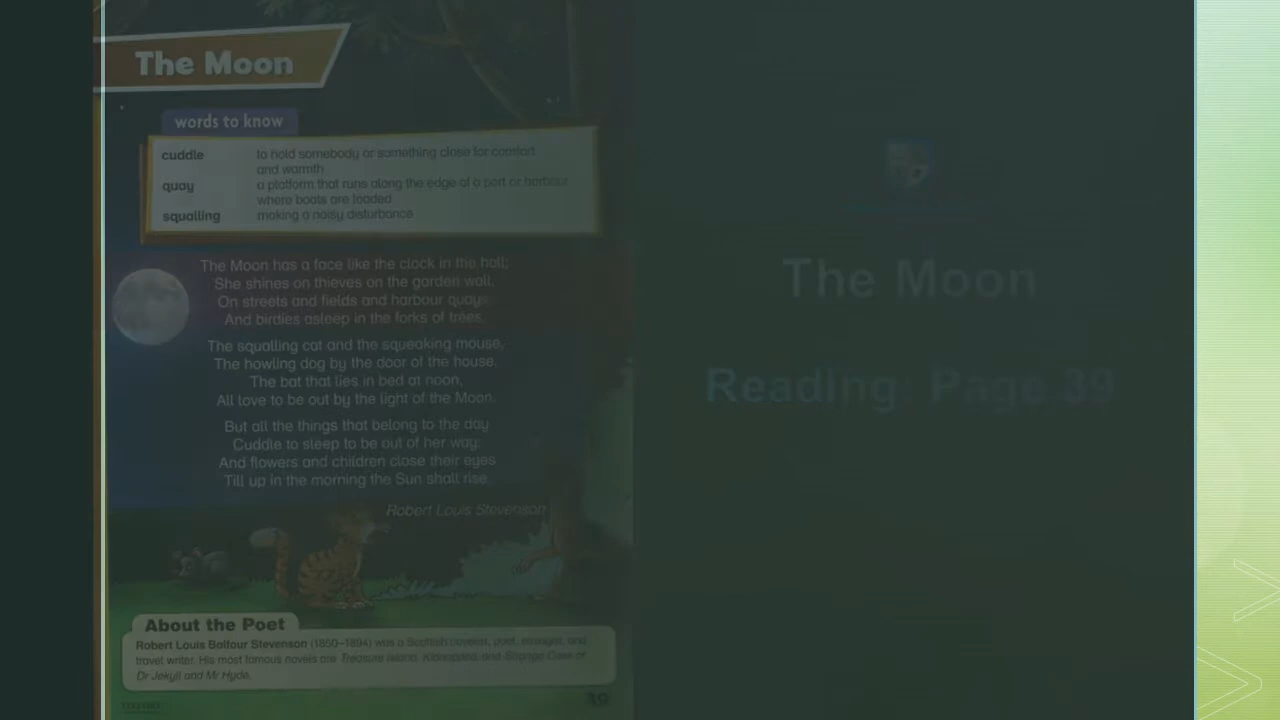 The Moon
words to know
cuddle to hold somebody or something close for comfort
and warmth
quay a platform that runs along the edge of a port or harbour
where boats are loaded
squalling making a noisy disturbance
The Moon has a face like the clock in the hall;
She shines on thieves on the garden wall,
On streets and fields and harbour quays,
And birdies asleep in the forks of trees.
The squalling cat and the squeaking mouse,
The howling dog by the door of the house,
The bat that lies in bed at noon,
All love to be out by the light of the Moon.
But all the things that belong to the day
Cuddle to sleep to be out of her way;
And flowers and children close their eyes
Till up in the morning the Sun shall rise.
Robert Louis Stevenson
About the Poet
Robert Louis Balfour Stevenson (1850–1894) was a Scottish novelist, poet, essayist, and
travel writer. His most famous novels are Treasure Island, Kidnapped, and Strange Case of
Dr Jekyll and Mr Hyde.
OXFORD
39
The Moon
Reading: Page 39